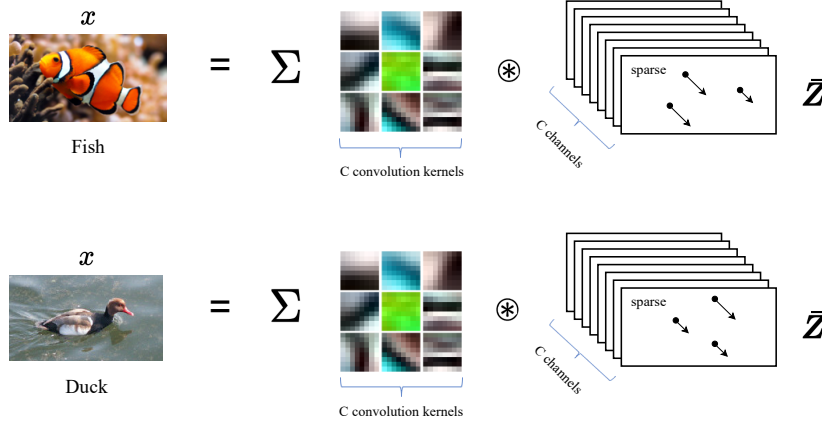 x
= Σ ⊛ z̄
sparse
C channels
Fish
C convolution kernels
x
= Σ ⊛ z̄
sparse
C channels
Duck
C convolution kernels